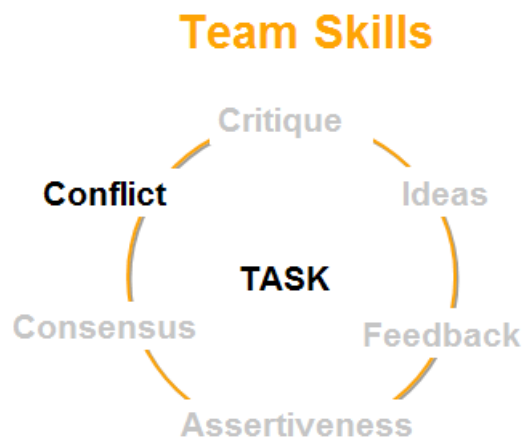 Team Skills
Critique
Conflict
Ideas
TASK
Consensus
Feedback
Assertiveness